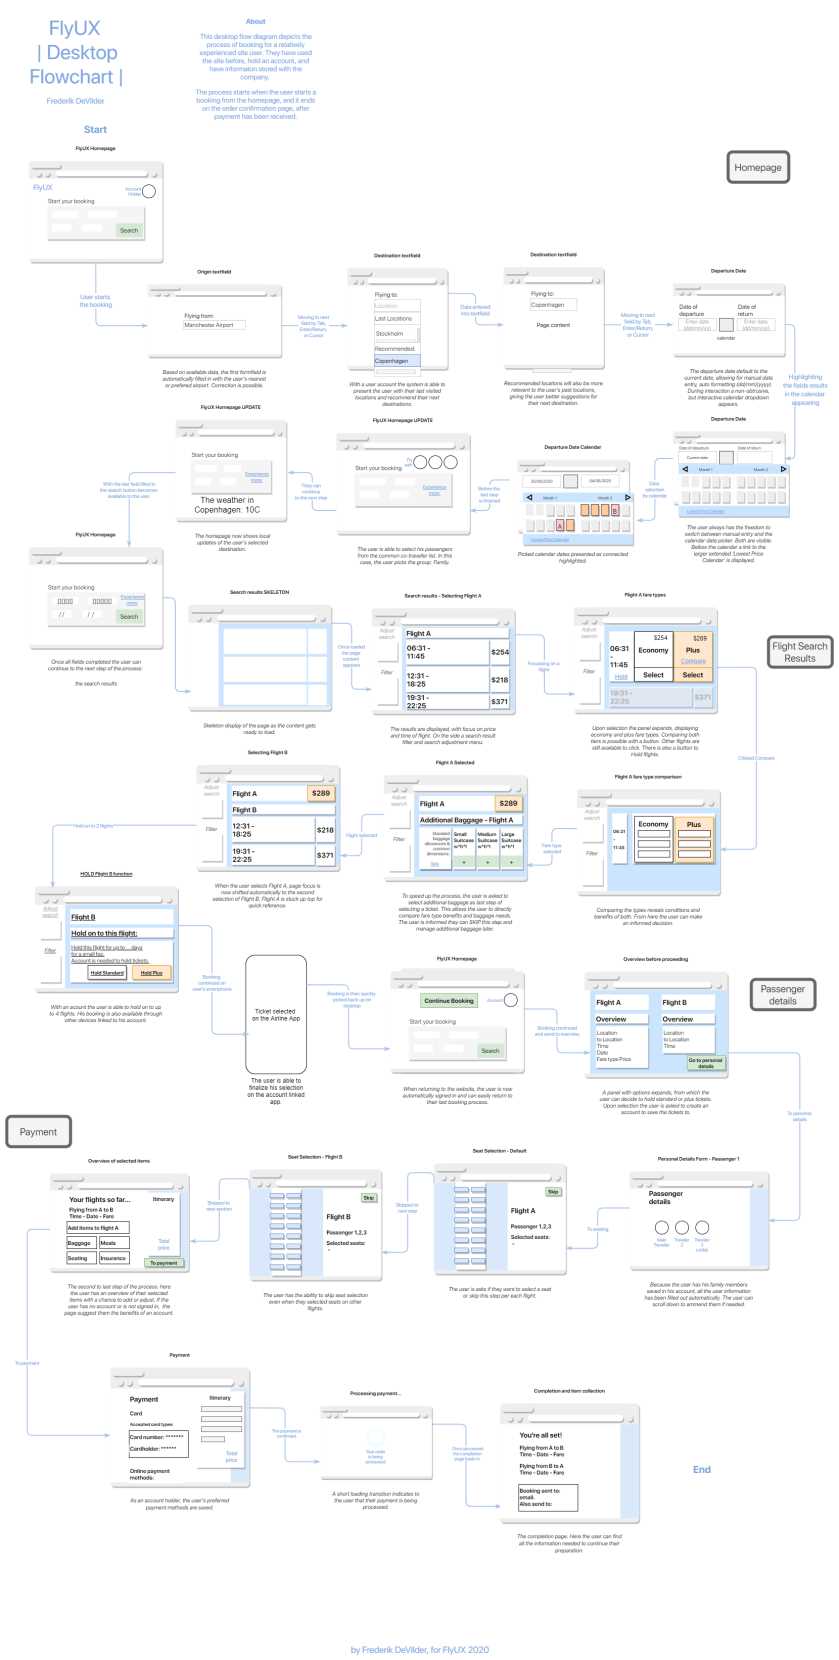 FlyUX
| Desktop
Flowchart |
Frederik DeVilder
About
This desktop flow diagram depicts the
process of booking for a relatively
experienced site user. They have used
the site before, hold an account, and
have information stored with the
company.
The process starts when the user starts a
booking from the homepage, and it ends
on the order confirmation page, after
payment has been received.
Start
Homepage
FlyUX Homepage
FlyUX
Account
Start your booking
Search
User starts
the booking
Origin textfield
Flying from:
Manchester Airport
Based on available data, the first formfield is
automatically filled in with the user's nearest
or prefered airport. Correction is possible.
Moving to next
field by Tab,
Enter/Return,
or Cursor
Destination textfield
Flying to:
Location
Last Locations
Stockholm
Recommended:
Copenhagen
With a user account the system is able to
present the user with their last visited
locations and recommend their next
destinations.
Data entered
into textfield
Destination textfield
Flying to:
Copenhagen
Page content
Recommended locations will also be more
relevant to the user's past locations,
giving the user better suggestions for
their next destination.
Moving to next
field by Tab,
Enter/Return,
or Cursor
Departure Date
Date of
departure
Date of
return
Enter date
dd/mm/yyyy
Enter date
dd/mm/yyyy
calendar
The departure date default to the
current date, allowing for manual date
entry, auto formatting (dd/mm/yyyy)
During interaction a non-obtrusive,
but interactive calendar dropdown
appears.
Highlighting
the fields results
in the calendar
appearing
Departure Date
Date of departure
Date of return
Current date
Month 1
Month 2
Lowest Fare Calendar
The user always has the freedom to
switch between manual entry and the
calendar date picker. Both are visible.
Below the calendar a link to the
larger extended 'Lowest Price
Calender' is displayed.
Date
selection
by calendar
Departure Date Calendar
Month 1
Month 2
A
B
Lowest Fare Calendar
Picked calendar dates presented as connected
highlighted.
Before the
last step
is finished
FlyUX Homepage UPDATE
Start your booking
Experience
more
The user is able to select his passengers
from the common co traveller list. In this
case, the user picks the group: Family.
They can
continue
to the next step
FlyUX Homepage UPDATE
Start your booking
Experience
more
The weather in
Copenhagen: 10C
The homepage now shows local
updates of the user's selected
destination.
With the last field filled in
the search button becomes
available to the user
FlyUX Homepage
Start your booking
Experience
more
/ /
/ /
Search
Once all fields completed the user can
continue to the next step of the process:
the search results
Flight Search
Results
Search results SKELETON
Skeleton display of the page as the content gets
ready to load.
Once loaded
the page
content
appears
Search results - Selecting Flight A
Adjust
search
Filter
Flight A
06:31 -
11:45
$254
12:31 -
18:25
$218
19:31 -
22:25
$371
The results are displayed, with focus on price
and time of flight. On the side a search result
filter and search adjustment menu.
Focusing on a
flight
Flight A fare types
Adjust
search
Filter
06:31
-
11:45
Hold
$254
Economy
Select
$289
Plus
Compare
Select
19:31 -
22:25
$371
Upon selection the panel expands, displaying
economy and plus fare types. Comparing both
tiers is possible with a button. Other flights are
still available to click. There is also a button to
Hold flights.
Clicked Compare
Flight A fare type comparison
Adjust
search
Filter
06:31
-
11:45
Economy
Plus
Comparing the types reveals conditions and
benefits of both. From here the user can make
an informed decision.
Fare type
selected
Flight A Selected
Adjust
search
Filter
Flight A
$289
Additional Baggage - Flight A
Standard
baggage
allowances &
common
dimensions.
link
Small
Suitcase
w*h*l
Medium
Suitcase
w*h*l
Large
Suitcase
w*h*l
+
+
+
To speed up the process, the user is asked to
select additional baggage as last step of
selecting a ticket. This allows the user to directly
compare fare type benefits and baggage needs.
The user is informed they can SKIP this step and
manage additional baggage later.
Flight selected
Selecting Flight B
Adjust
search
Filter
Flight A
$289
Flight B
12:31 -
18:25
$218
19:31 -
22:25
$371
When the user selects Flight A, page focus is
now shifted automatically to the second
selection of Flight B, Flight A is stuck up top for
quick reference.
Hold on to 2 flights
HOLD Flight B function
Adjust
search
Filter
Flight B
Hold on to this flight:
Hold this flight for up to ... days
for a small fee.
Account is needed to hold tickets.
Hold Standard
Hold Plus
With an acount the user is able to hold on to up
to 4 flights. His booking is also available through
other devices linked to his account.
Booking
continued on
user's smartphone
Ticket selected
on the Airline App
The user is able to
finalize his selection
on the account linked
app.
Booking is then quickly
picked back up on
desktop
FlyUX Homepage
Continue Booking
Account
Start your booking
Search
When returning to the website, the user is now
automatically signed in and can easily return to
their last booking process.
Booking continued
and send to overview
Passenger
details
Overview before proceeding
Flight A
Flight B
Overview
Overview
Location
to Location
Time
Date
Fare type Price
Location
to Location
Time
Go to personal
details
A panel with options expands, from which the
user can decide to hold standard or plus tickets.
Upon selection the user is asked to create an
account to save the tickets to.
To personal
details
Personal Details Form - Passenger 1
Passenger
details
Main
Traveller
Traveller
2
Because the user has his family members
saved in his account, all the user information
has been filled out automatically. The user can
scroll down to ammend them if needed.
To seating
Seat Selection - Default
Skip
Flight A
Passenger 1,2,3
Selected seats:
-
The user is asks if they want to select a seat
or skip this step per each flight.
Skipped to
next step
Seat Selection - Flight B
Skip
Flight B
Passenger 1,2,3
Selected seats:
-
The user has the ability to skip seat selection
even when they selected seats on other
flights.
Skipped to
next section
Payment
Overview of selected items
Your flights so far...
Flying from A to B
Time - Date - Fare
Add items to flight A
Baggage
Meals
Seating
Insurance
Itinerary
Total
price
To payment
The second to last step of the process, here
the user has an overview of their selected
items with a chance to add or adjust. If the
user has no account or is not signed in, the
page suggest them the benefits of an account.
To payment
Payment
Payment
Card
Accepted card types
Card number: *******
Cardholder: ******
Online payment
methods:
Itinerary
Total
price
As an account holder, the user's preferred
payment methods are saved.
The payment is
confirmed
Processing payment...
Your order
is being
processed
A short loading transition indicates to
the user that their payment is being
processed.
Once processed
the completion
page loads in
Completion and item collection
You're all set!
Flying from A to B
Time - Date - Fare
Flying from B to A
Time - Date - Fare
Booking sent to:
email.
Also send to:
The completion page. Here the user can find
all the information needed to continue their
preparation.
End
by Frederik DeVilder, for FlyUX 2020